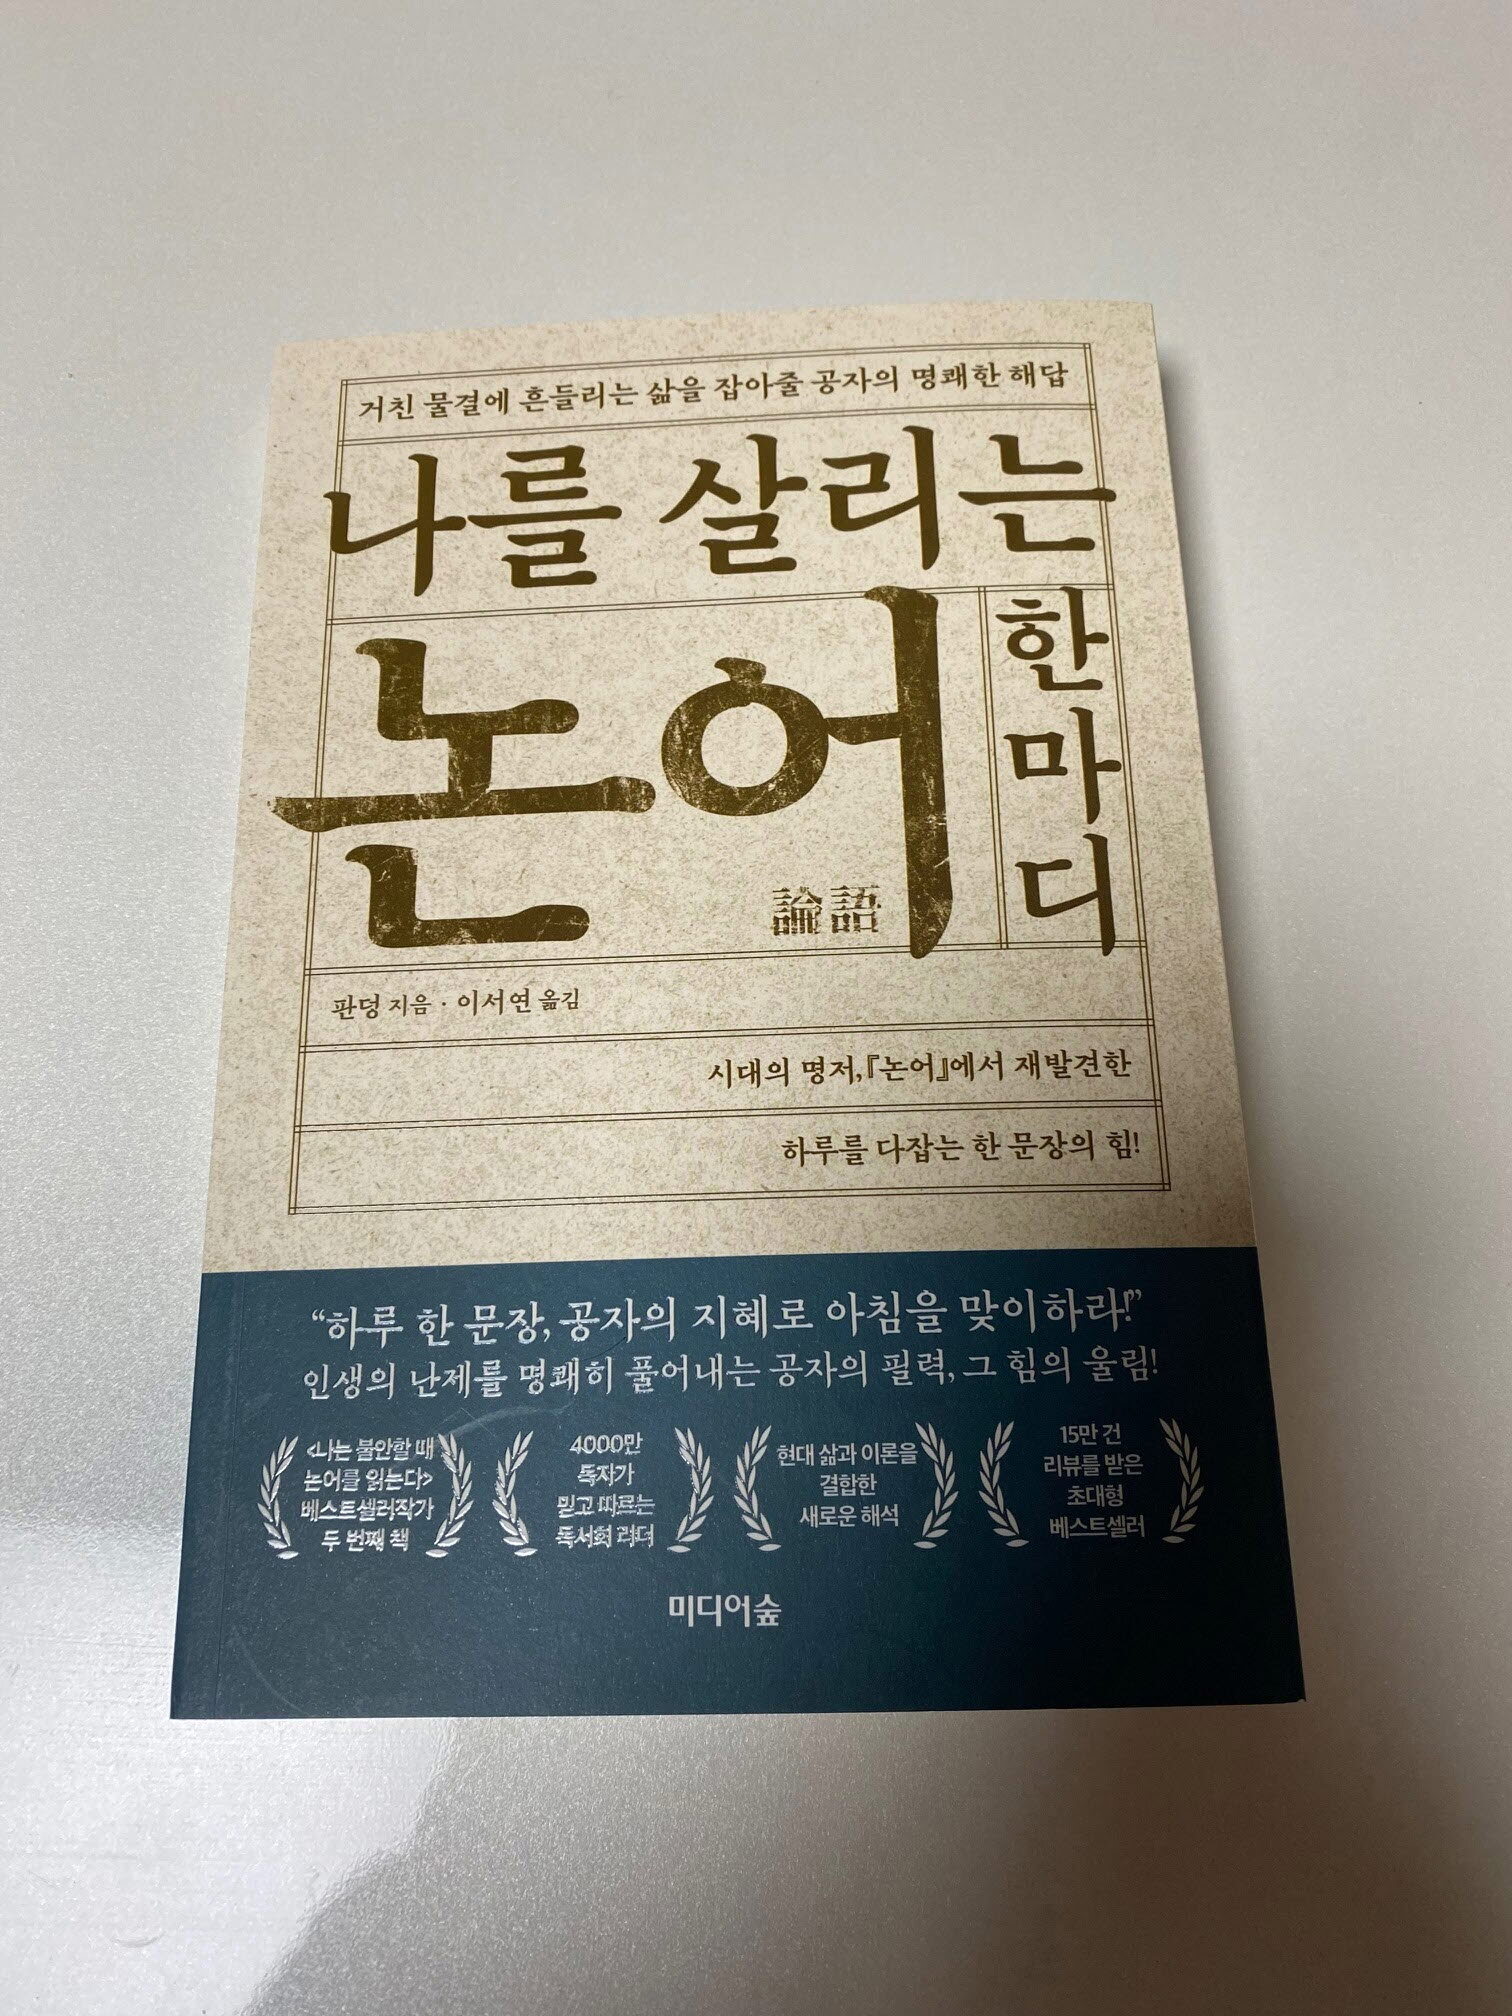 거친 물결에 흔들리는 삶을 잡아줄 공자의 명쾌한 해답
나를 살리는
논어
한마디
論語
판덩 지음 · 이서연 옮김
시대의 명저, 『논어』에서 재발견한
하루를 다잡는 한 문장의 힘!
“하루 한 문장, 공자의 지혜로 아침을 맞이하라!”
인생의 난제를 명쾌히 풀어내는 공자의 필력, 그 힘의 울림!
<나는 불안할 때
논어를 읽는다>
베스트셀러작가
두 번째 책
4000만
독자가
믿고 따르는
독서회 리더
현대 삶과 이론을
결합한
새로운 해석
15만 건
리뷰를 받은
초대형
베스트셀러
미디어숲